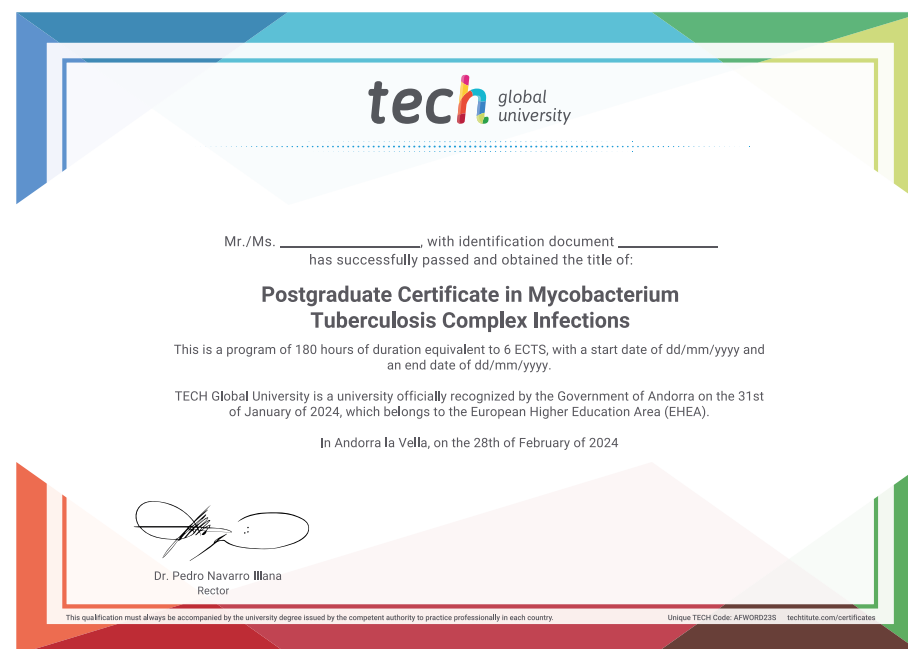 tech global university
Mr./Ms. ____________________, with identification document ______________
has successfully passed and obtained the title of:
Postgraduate Certificate in Mycobacterium
Tuberculosis Complex Infections
This is a program of 180 hours of duration equivalent to 6 ECTS, with a start date of dd/mm/yyyy and
an end date of dd/mm/yyyy.
TECH Global University is a university officially recognized by the Government of Andorra on the 31st
of January of 2024, which belongs to the European Higher Education Area (EHEA).
In Andorra la Vella, on the 28th of February of 2024
Dr. Pedro Navarro Illana
Rector
This qualification must always be accompanied by the university degree issued by the competent authority to practice professionally in each country.
Unique TECH Code: AFWORD23S techtitute.com/certificates